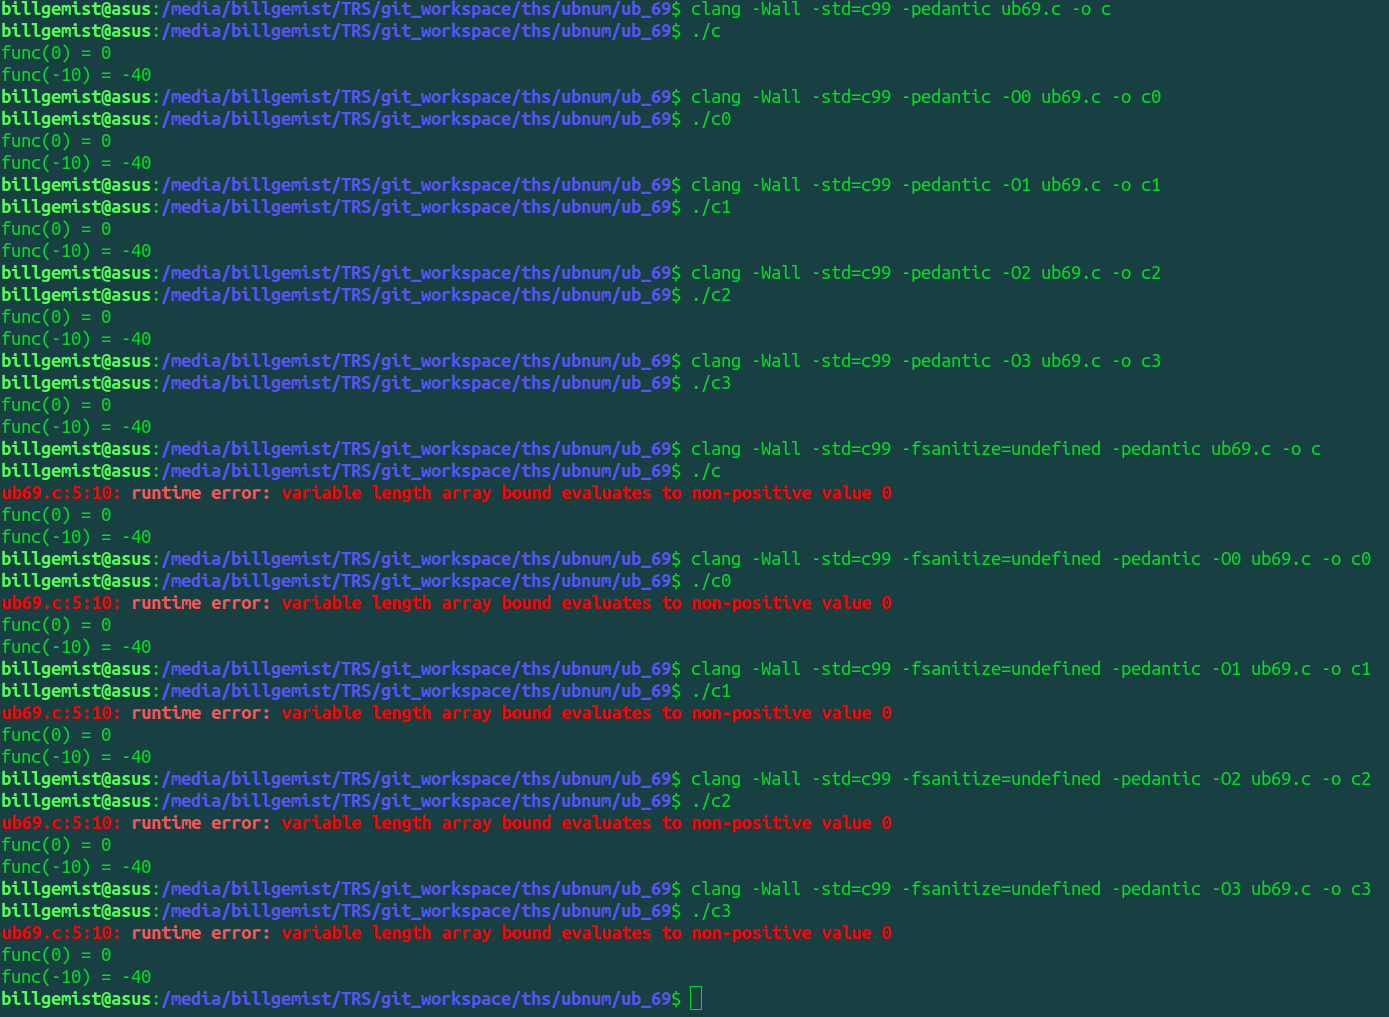 billgemist@asus:/media/billgemist/TRS/git_workspace/ths/ubnum/ub_69$ clang -Wall -std=c99 -pedantic ub69.c -o c
billgemist@asus:/media/billgemist/TRS/git_workspace/ths/ubnum/ub_69$ ./c
func(0) = 0
func(-10) = -40
billgemist@asus:/media/billgemist/TRS/git_workspace/ths/ubnum/ub_69$ clang -Wall -std=c99 -pedantic -O0 ub69.c -o c0
billgemist@asus:/media/billgemist/TRS/git_workspace/ths/ubnum/ub_69$ ./c0
func(0) = 0
func(-10) = -40
billgemist@asus:/media/billgemist/TRS/git_workspace/ths/ubnum/ub_69$ clang -Wall -std=c99 -pedantic -O1 ub69.c -o c1
billgemist@asus:/media/billgemist/TRS/git_workspace/ths/ubnum/ub_69$ ./c1
func(0) = 0
func(-10) = -40
billgemist@asus:/media/billgemist/TRS/git_workspace/ths/ubnum/ub_69$ clang -Wall -std=c99 -pedantic -O2 ub69.c -o c2
billgemist@asus:/media/billgemist/TRS/git_workspace/ths/ubnum/ub_69$ ./c2
func(0) = 0
func(-10) = -40
billgemist@asus:/media/billgemist/TRS/git_workspace/ths/ubnum/ub_69$ clang -Wall -std=c99 -pedantic -O3 ub69.c -o c3
billgemist@asus:/media/billgemist/TRS/git_workspace/ths/ubnum/ub_69$ ./c3
func(0) = 0
func(-10) = -40
billgemist@asus:/media/billgemist/TRS/git_workspace/ths/ubnum/ub_69$ clang -Wall -std=c99 -fsanitize=undefined -pedantic ub69.c -o c
billgemist@asus:/media/billgemist/TRS/git_workspace/ths/ubnum/ub_69$ ./c
ub69.c:5:10: runtime error: variable length array bound evaluates to non-positive value 0
func(0) = 0
func(-10) = -40
billgemist@asus:/media/billgemist/TRS/git_workspace/ths/ubnum/ub_69$ clang -Wall -std=c99 -fsanitize=undefined -pedantic -O0 ub69.c -o c0
billgemist@asus:/media/billgemist/TRS/git_workspace/ths/ubnum/ub_69$ ./c0
ub69.c:5:10: runtime error: variable length array bound evaluates to non-positive value 0
func(0) = 0
func(-10) = -40
billgemist@asus:/media/billgemist/TRS/git_workspace/ths/ubnum/ub_69$ clang -Wall -std=c99 -fsanitize=undefined -pedantic -O1 ub69.c -o c1
billgemist@asus:/media/billgemist/TRS/git_workspace/ths/ubnum/ub_69$ ./c1
ub69.c:5:10: runtime error: variable length array bound evaluates to non-positive value 0
func(0) = 0
func(-10) = -40
billgemist@asus:/media/billgemist/TRS/git_workspace/ths/ubnum/ub_69$ clang -Wall -std=c99 -fsanitize=undefined -pedantic -O2 ub69.c -o c2
billgemist@asus:/media/billgemist/TRS/git_workspace/ths/ubnum/ub_69$ ./c2
ub69.c:5:10: runtime error: variable length array bound evaluates to non-positive value 0
func(0) = 0
func(-10) = -40
billgemist@asus:/media/billgemist/TRS/git_workspace/ths/ubnum/ub_69$ clang -Wall -std=c99 -fsanitize=undefined -pedantic -O3 ub69.c -o c3
billgemist@asus:/media/billgemist/TRS/git_workspace/ths/ubnum/ub_69$ ./c3
ub69.c:5:10: runtime error: variable length array bound evaluates to non-positive value 0
func(0) = 0
func(-10) = -40
billgemist@asus:/media/billgemist/TRS/git_workspace/ths/ubnum/ub_69$